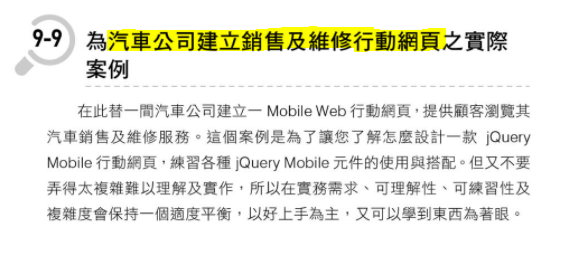 9-9 為汽車公司建立銷售及維修行動網頁之實際
案例
在此替一間汽車公司建立一 Mobile Web 行動網頁，提供顧客瀏覽其
汽車銷售及維修服務。這個案例是為了讓您了解怎麼設計一款 jQuery
Mobile 行動網頁，練習各種 jQuery Mobile 元件的使用與搭配。但又不要
弄得太複雜難以理解及實作，所以在實務需求、可理解性、可練習性及
複雜度會保持一個適度平衡，以好上手為主，又可以學到東西為著眼。